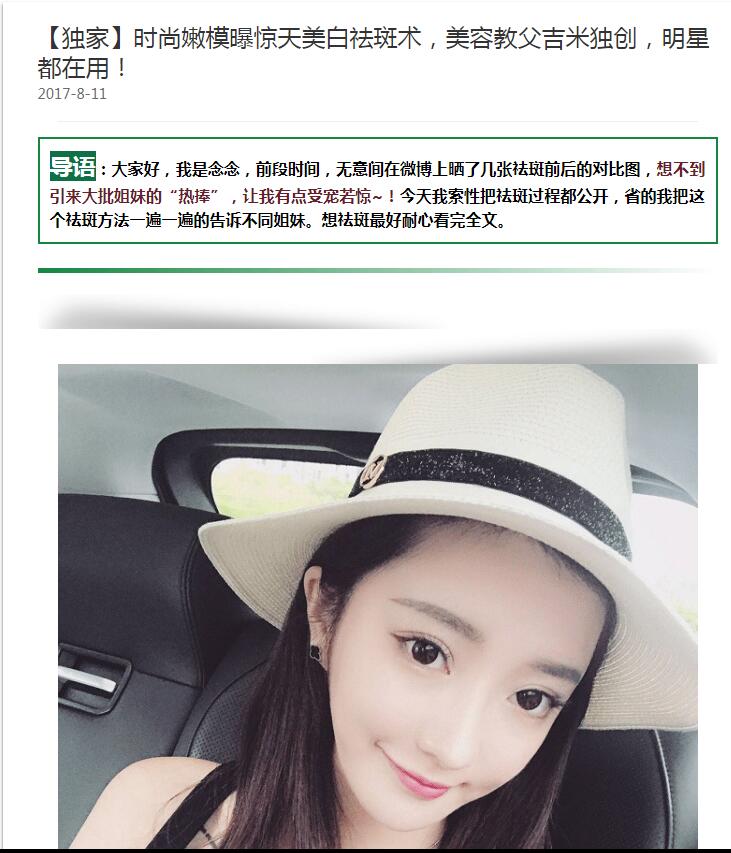 【独家】时尚嫩模曝惊天美白祛斑术，美容教父吉米独创，明星
都在用！
2017-8-11
导语：大家好，我是念念，前段时间，无意间在微博上晒了几张祛斑前后的对比图，想不到
引来大批姐妹的“热捧”，让我有点受宠若惊~！今天我索性把祛斑过程都公开，省的我把这
个祛斑方法一遍一遍的告诉不同姐妹。想祛斑最好耐心看完全文。